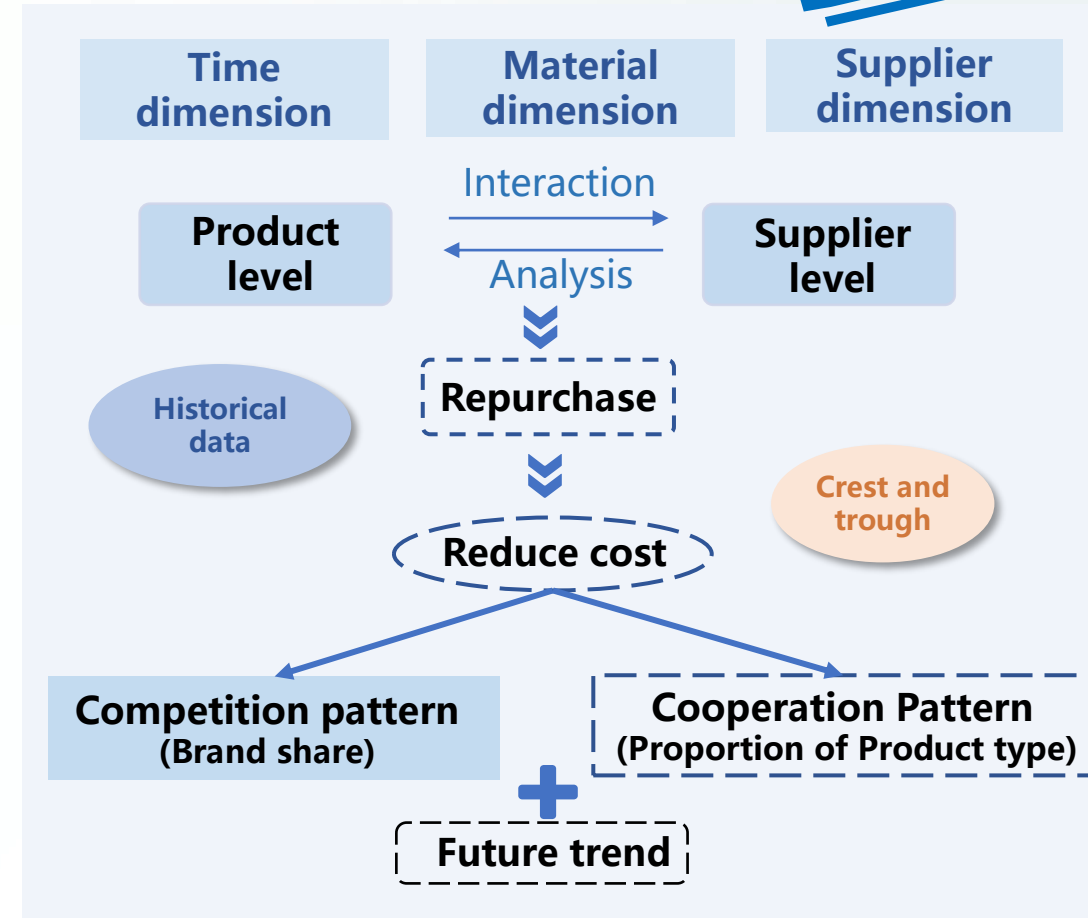 Time
dimension
Material
dimension
Supplier
dimension
Interaction
Product
level
Supplier
level
Analysis
Repurchase
Historical
data
Crest and
trough
Reduce cost
Competition pattern
(Brand share)
Cooperation Pattern
(Proportion of Product type)
Future trend